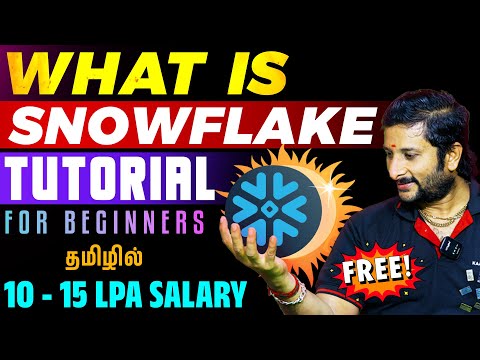 WHAT IS
SNOWFLAKE
TUTORIAL
FOR BEGINNERS
தமிழில்
10 - 15 LPA SALARY
FREE!